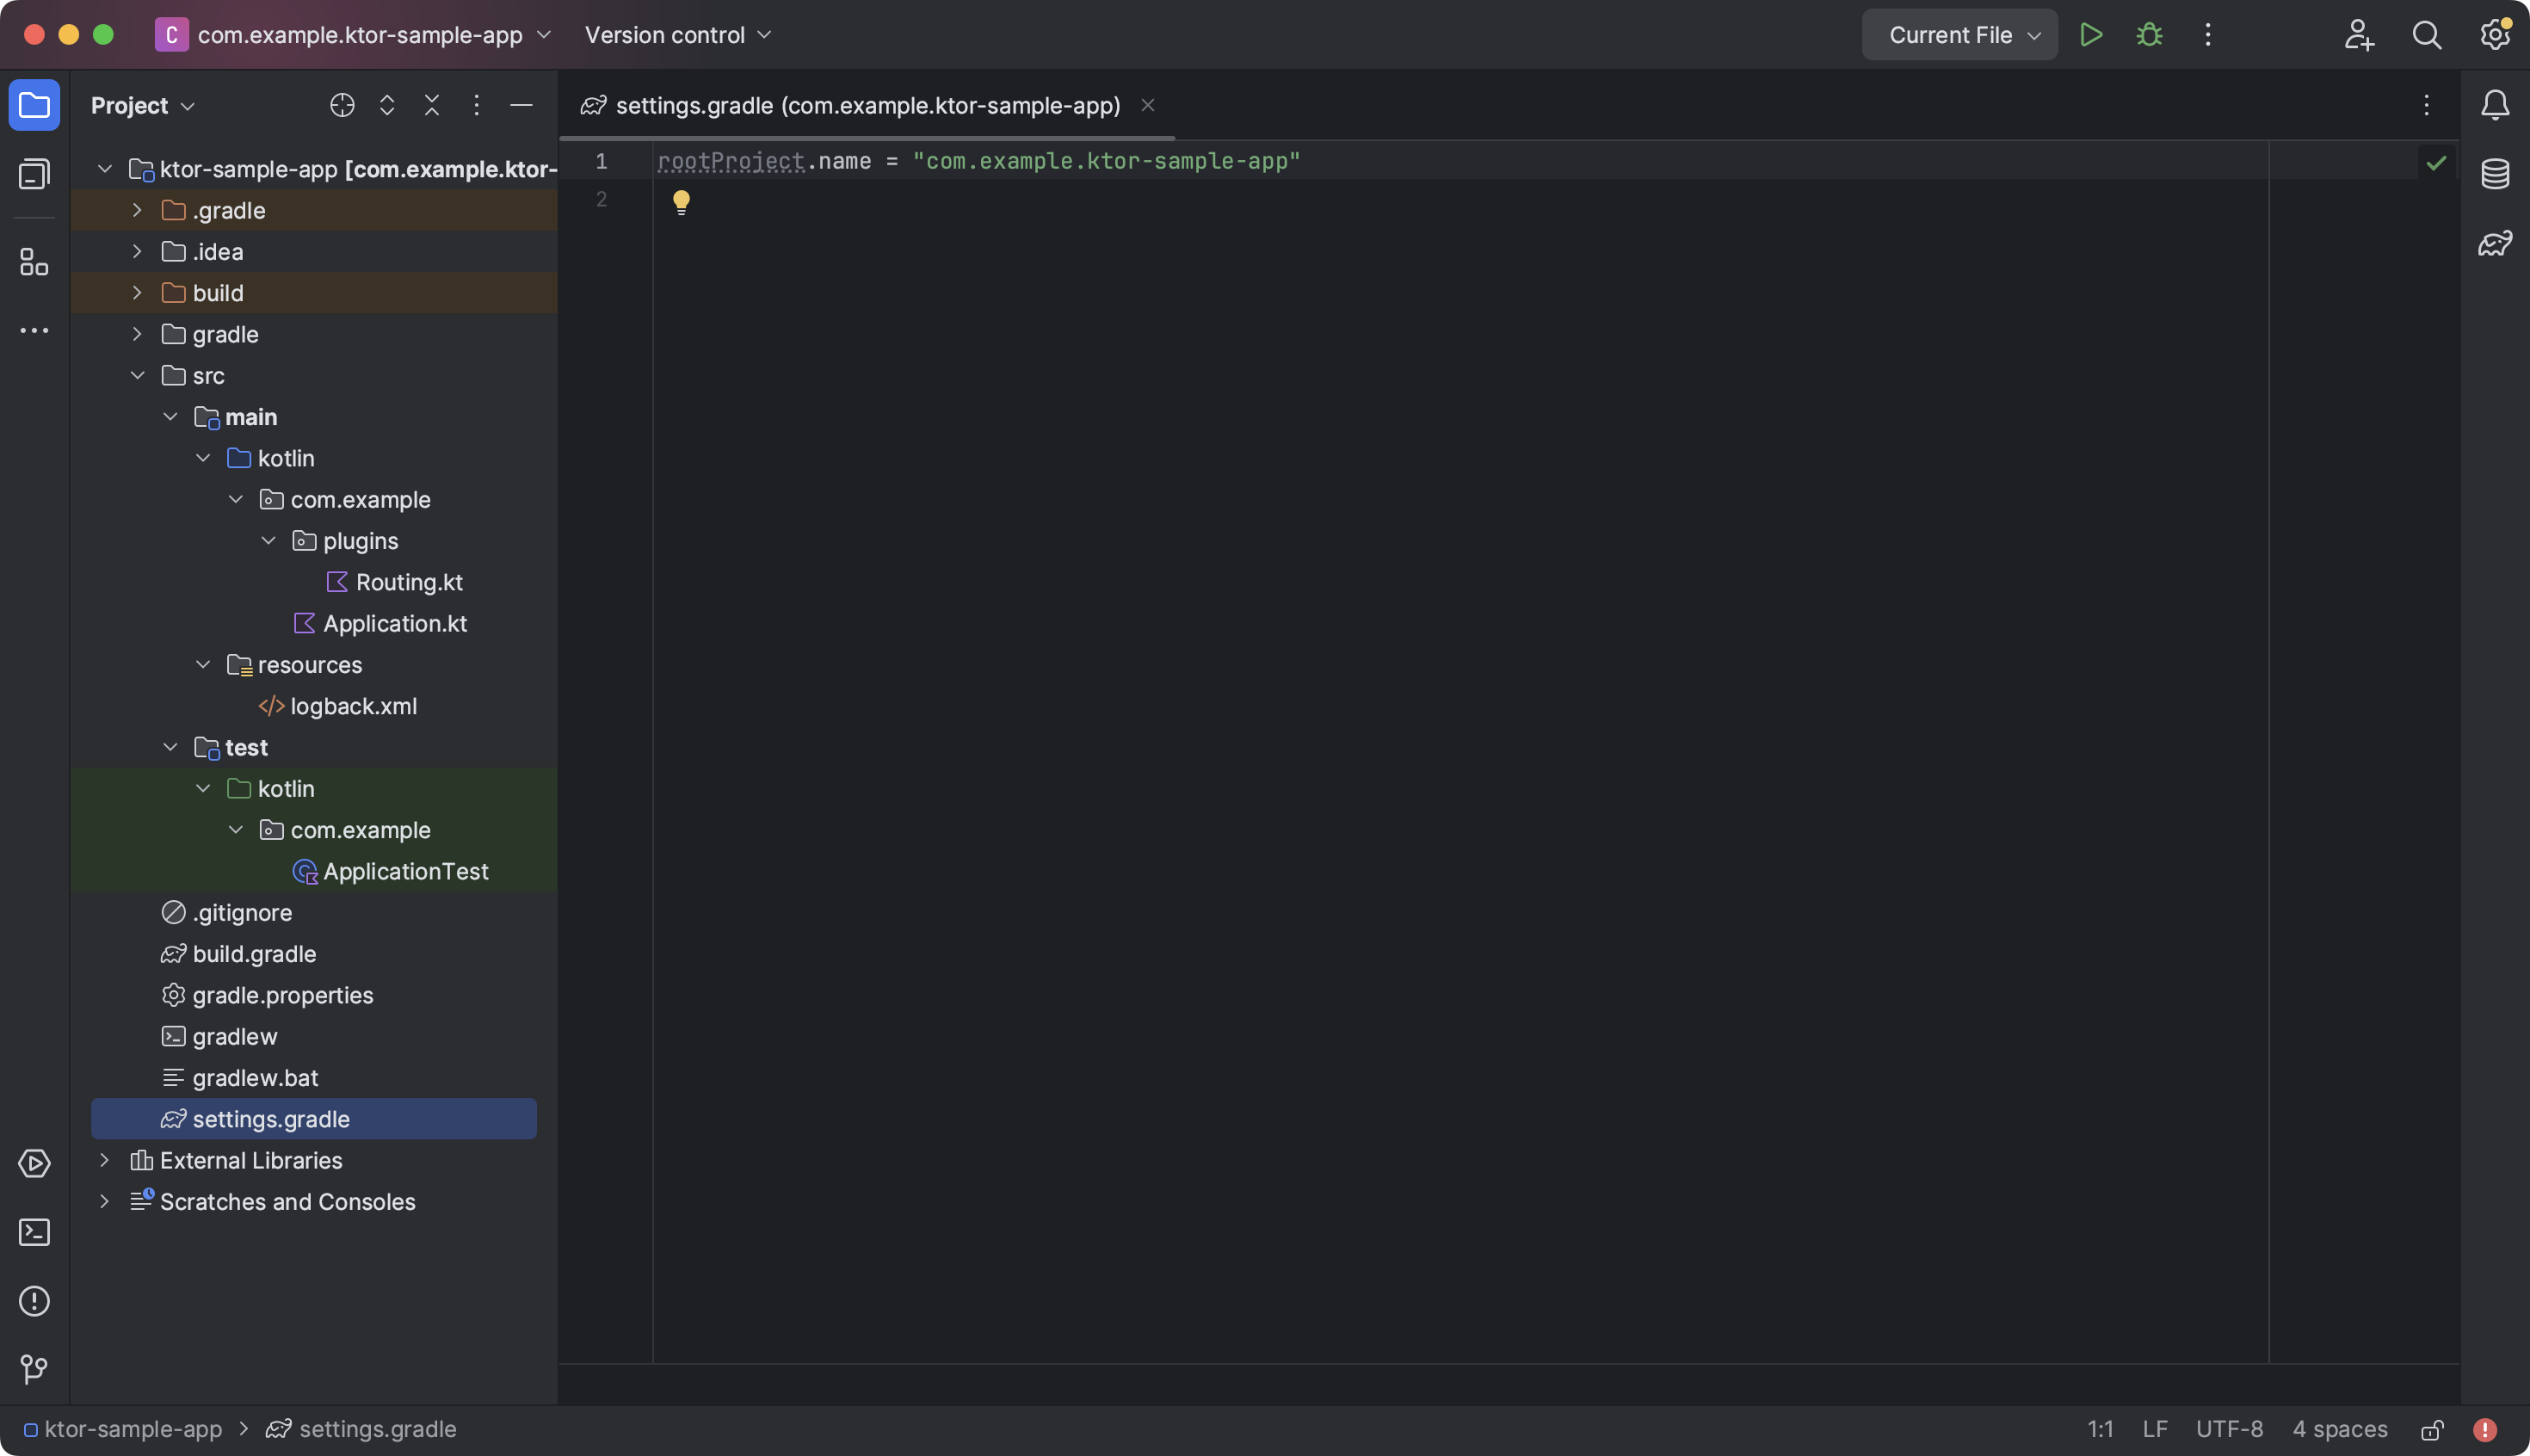 C com.example.ktor-sample-app Version control Current File
Project
settings.gradle (com.example.ktor-sample-app)
1 rootProject.name = "com.example.ktor-sample-app"
2
ktor-sample-app [com.example.ktor-
.gradle
.idea
build
gradle
src
main
kotlin
com.example
plugins
Routing.kt
Application.kt
resources
logback.xml
test
kotlin
com.example
ApplicationTest
.gitignore
build.gradle
gradle.properties
gradlew
gradlew.bat
settings.gradle
External Libraries
Scratches and Consoles
ktor-sample-app settings.gradle 1:1 LF UTF-8 4 spaces